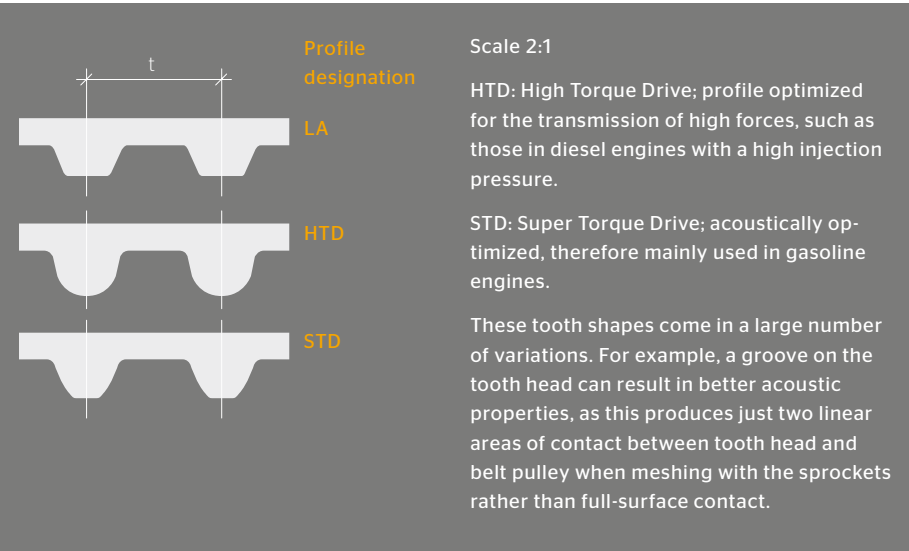 t
Profile
designation
LA
HTD
STD
Scale 2:1
HTD: High Torque Drive; profile optimized
for the transmission of high forces, such as
those in diesel engines with a high injection
pressure.
STD: Super Torque Drive; acoustically op-
timized, therefore mainly used in gasoline
engines.
These tooth shapes come in a large number
of variations. For example, a groove on the
tooth head can result in better acoustic
properties, as this produces just two linear
areas of contact between tooth head and
belt pulley when meshing with the sprockets
rather than full-surface contact.